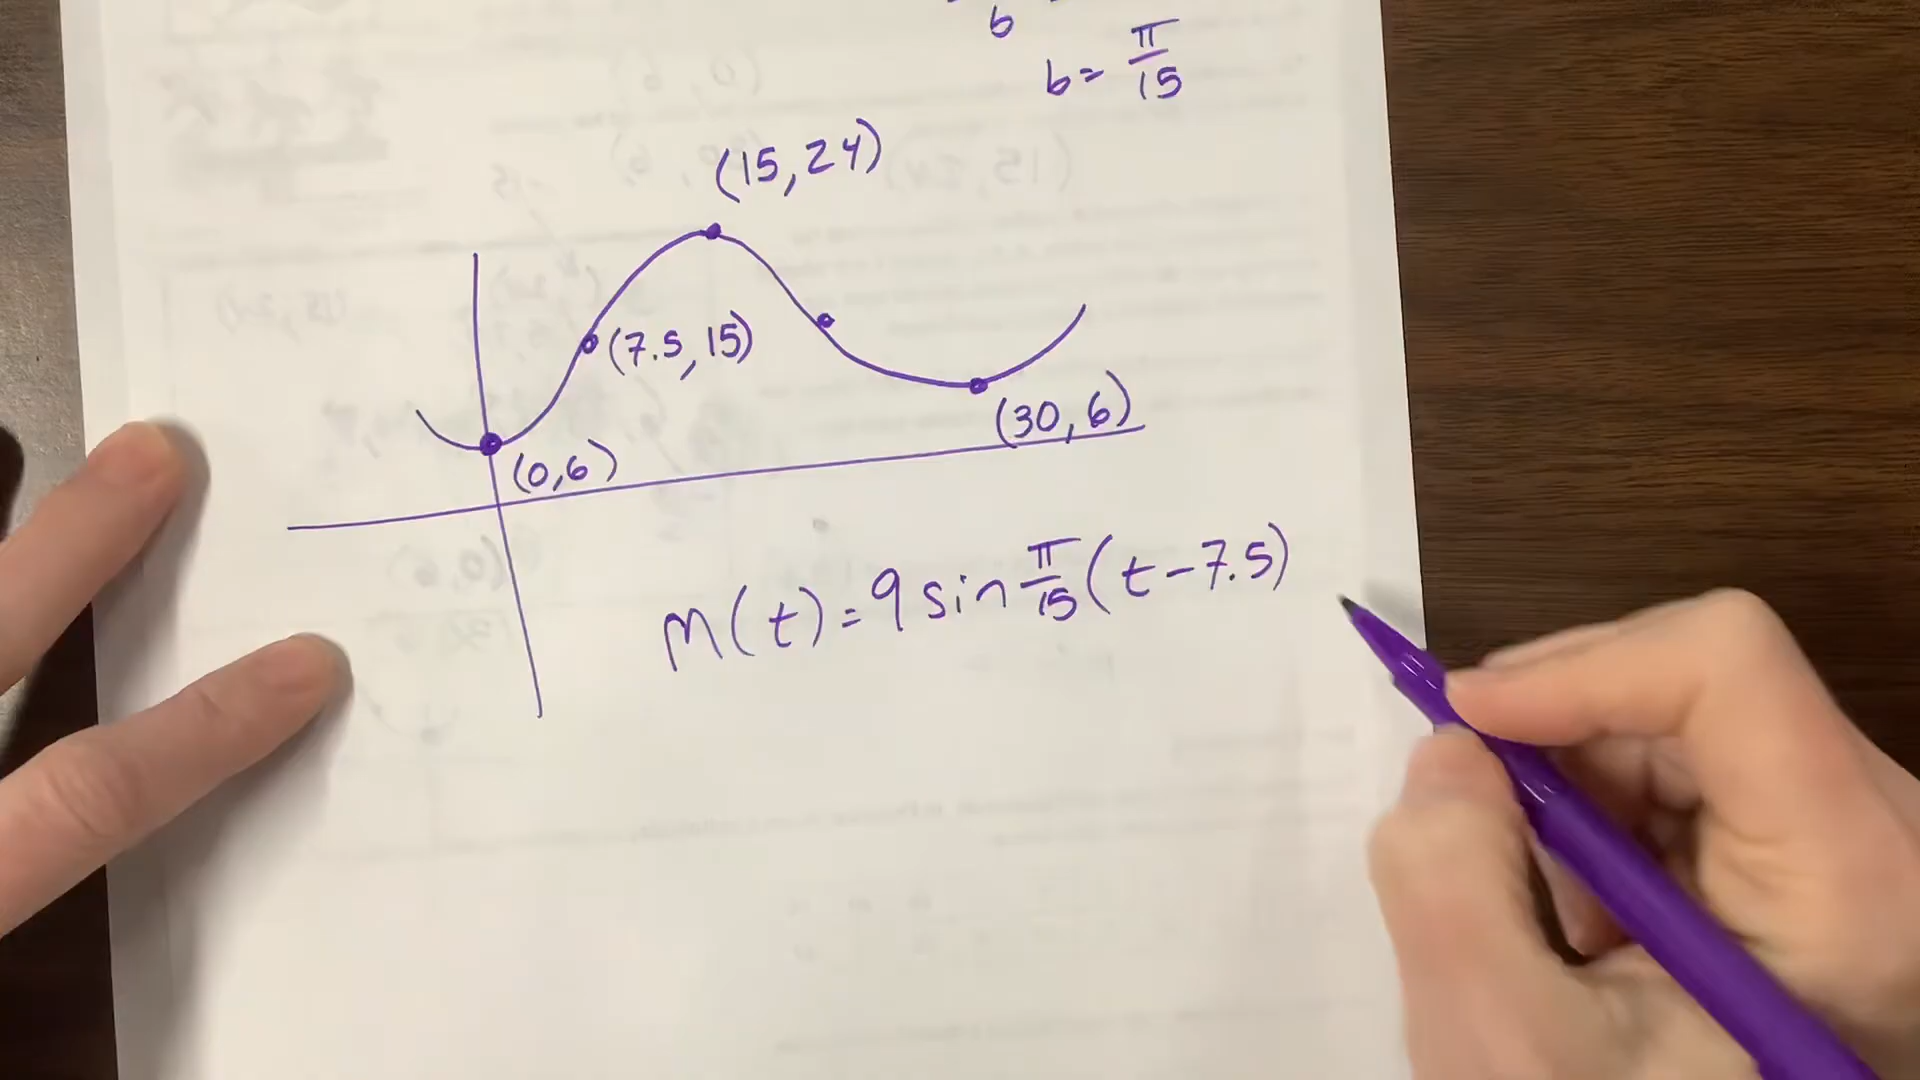 b
b= π/15
(15,24)
(7.5,15)
(30,6)
(0,6)
M(t)=9 sin π/15 (t-7.5)